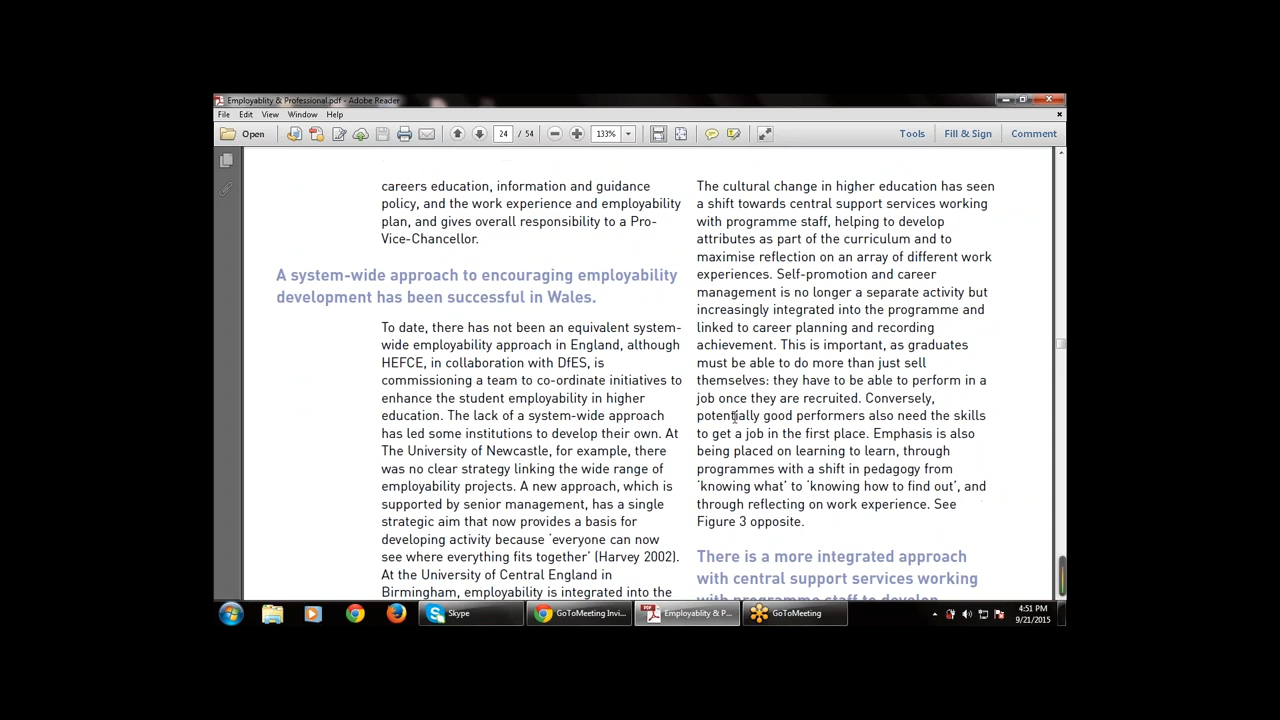 Employablity & Professional.pdf - Adobe Reader
File Edit View Window Help
Open 24 / 54 133% Tools Fill & Sign Comment
careers education, information and guidance
policy, and the work experience and employability
plan, and gives overall responsibility to a Pro-
Vice-Chancellor.
A system-wide approach to encouraging employability
development has been successful in Wales.
To date, there has not been an equivalent system-
wide employability approach in England, although
HEFCE, in collaboration with DfES, is
commissioning a team to co-ordinate initiatives to
enhance the student employability in higher
education. The lack of a system-wide approach
has led some institutions to develop their own. At
The University of Newcastle, for example, there
was no clear strategy linking the wide range of
employability projects. A new approach, which is
supported by senior management, has a single
strategic aim that now provides a basis for
developing activity because 'everyone can now
see where everything fits together' (Harvey 2002).
At the University of Central England in
Birmingham, employability is integrated into the
The cultural change in higher education has seen
a shift towards central support services working
with programme staff, helping to develop
attributes as part of the curriculum and to
maximise reflection on an array of different work
experiences. Self-promotion and career
management is no longer a separate activity but
increasingly integrated into the programme and
linked to career planning and recording
achievement. This is important, as graduates
must be able to do more than just sell
themselves: they have to be able to perform in a
job once they are recruited. Conversely,
potentially good performers also need the skills
to get a job in the first place. Emphasis is also
being placed on learning to learn, through
programmes with a shift in pedagogy from
'knowing what' to 'knowing how to find out', and
through reflecting on work experience. See
Figure 3 opposite.
There is a more integrated approach
with central support services working
with programme staff to develop
Skype GoToMeeting Invi... Employablity & P... GoToMeeting
4:51 PM
9/21/2015